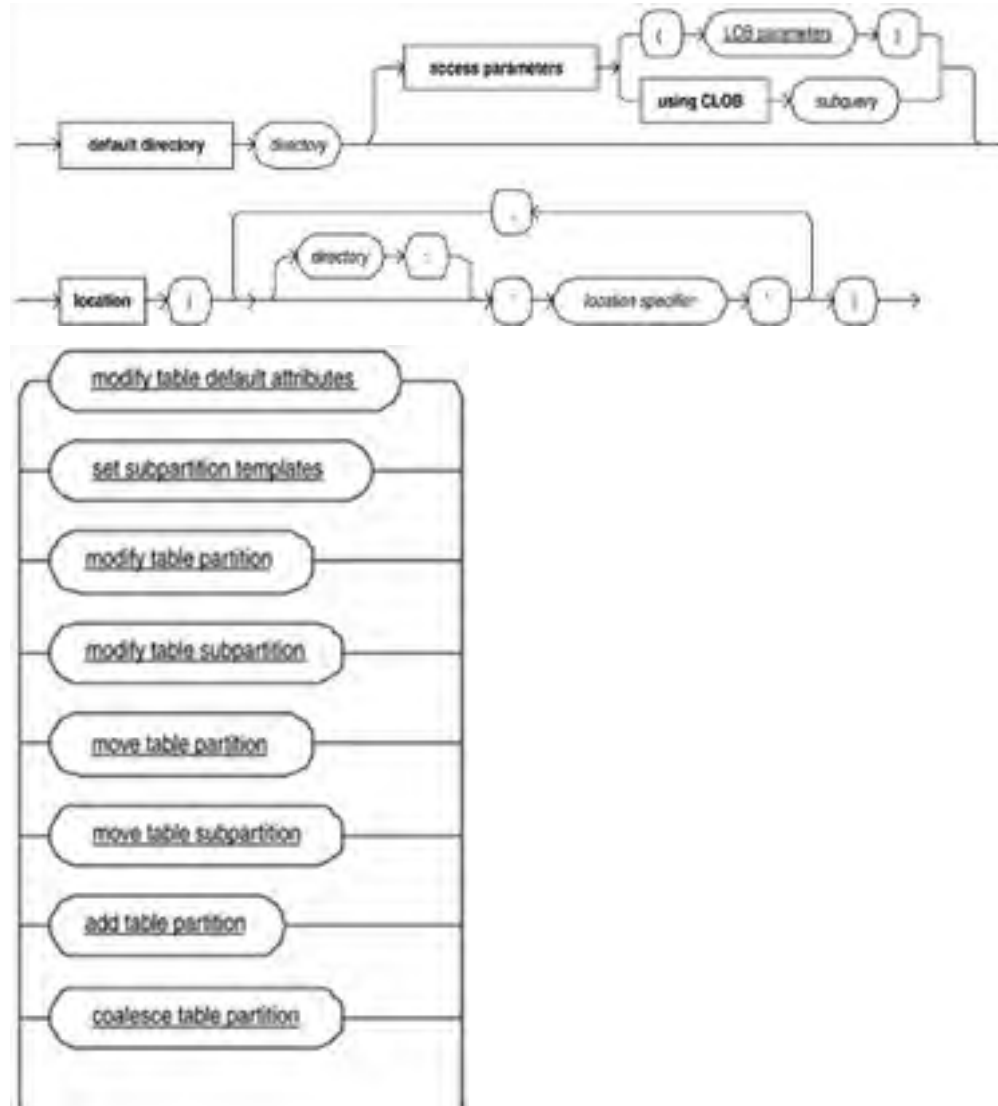 ( LOB parameters )
access parameters
using CLOB subquery
default directory directory
,
directory :
location ( ' location specifier ' )
modify table default attributes
set subpartition templates
modify table partition
modify table subpartition
move table partition
move table subpartition
add table partition
coalesce table partition